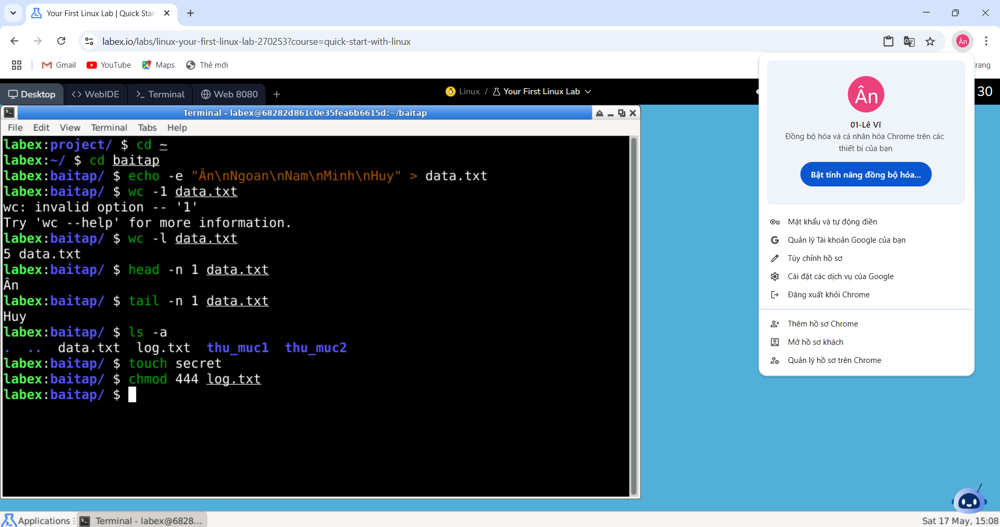 Your First Linux Lab | Quick Star
labex.io/labs/linux-your-first-linux-lab-270253?course=quick-start-with-linux
Ân
Gmail
YouTube
Maps
Thẻ mới
rang
Desktop
WebIDE
Terminal
Web 8080
Linux / Your First Linux Lab
30
Terminal - labex@68282d861c0e35fea6b6615d:~/baitap
File Edit View Terminal Tabs Help
labex:project/ $ cd ~
labex:~/ $ cd baitap
labex:baitap/ $ echo -e "Ân\nNgoan\nNam\nMinh\nHuy" > data.txt
labex:baitap/ $ wc -1 data.txt
wc: invalid option -- '1'
Try 'wc --help' for more information.
labex:baitap/ $ wc -l data.txt
5 data.txt
labex:baitap/ $ head -n 1 data.txt
Ân
labex:baitap/ $ tail -n 1 data.txt
Huy
labex:baitap/ $ ls -a
. .. data.txt log.txt thu_muc1 thu_muc2
labex:baitap/ $ touch secret
labex:baitap/ $ chmod 444 log.txt
labex:baitap/ $
Ân
01-Lê Vĩ
Đồng bộ hóa và cá nhân hóa Chrome trên các
thiết bị của bạn
Bật tính năng đồng bộ hóa...
Mật khẩu và tự động điền
Quản lý Tài khoản Google của bạn
Tùy chỉnh hồ sơ
Cài đặt các dịch vụ của Google
Đăng xuất khỏi Chrome
Thêm hồ sơ Chrome
Mở hồ sơ khách
Quản lý hồ sơ trên Chrome
Applications
Terminal - labex@6828...
Sat 17 May, 15:08